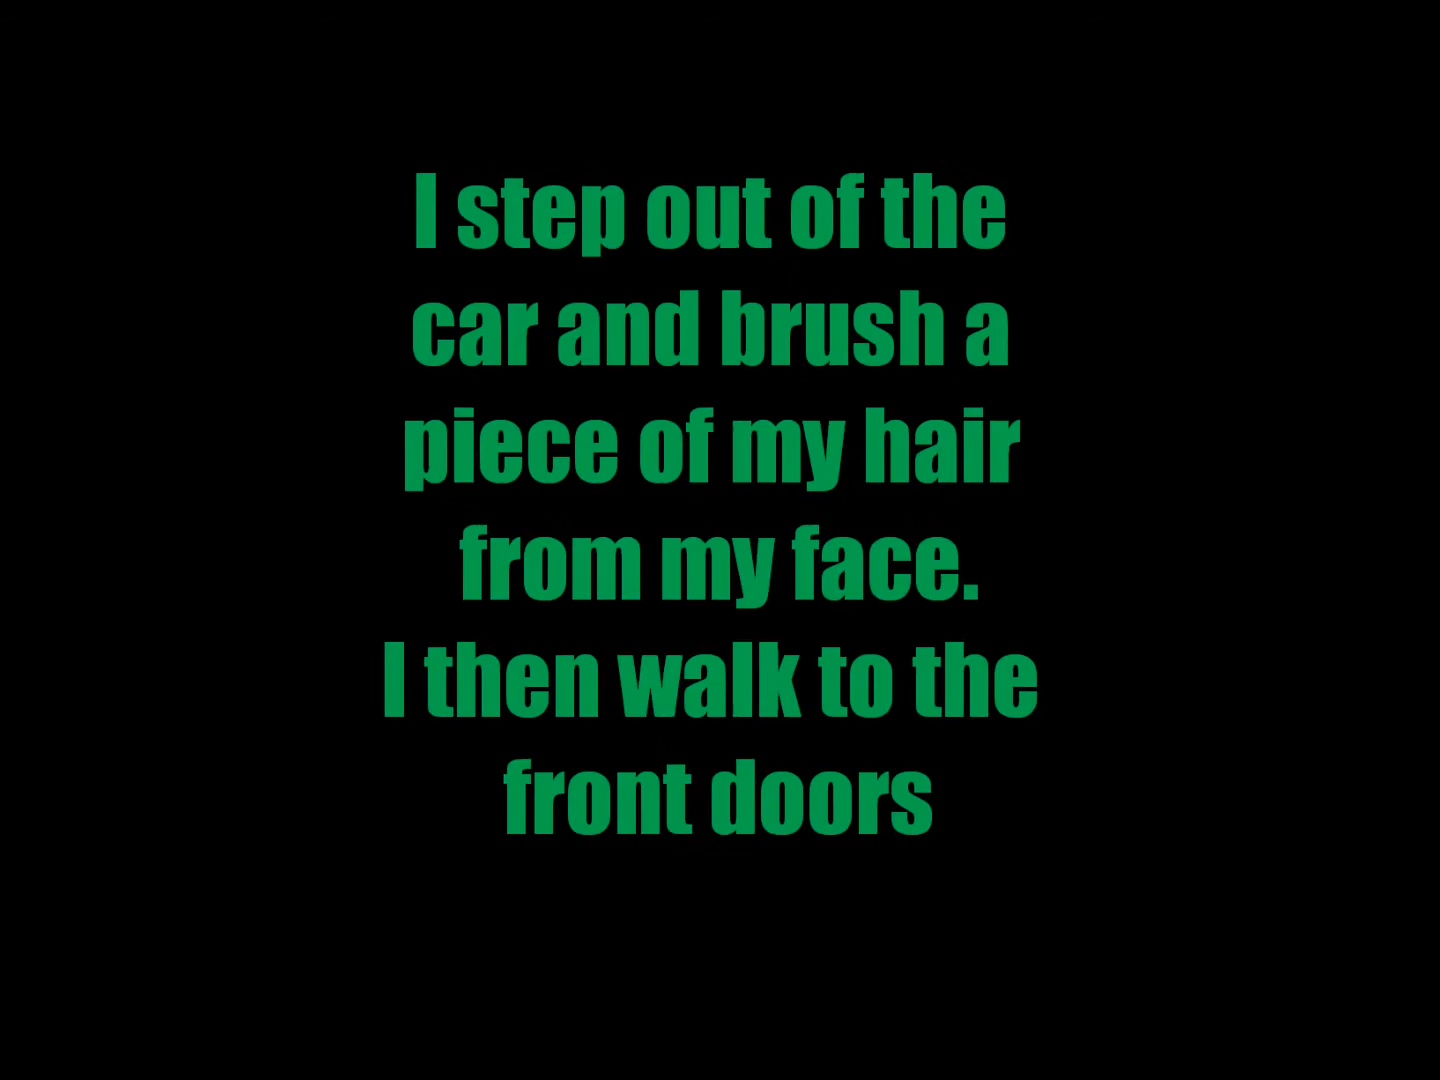 I step out of the
car and brush a
piece of my hair
from my face.
I then walk to the
front doors